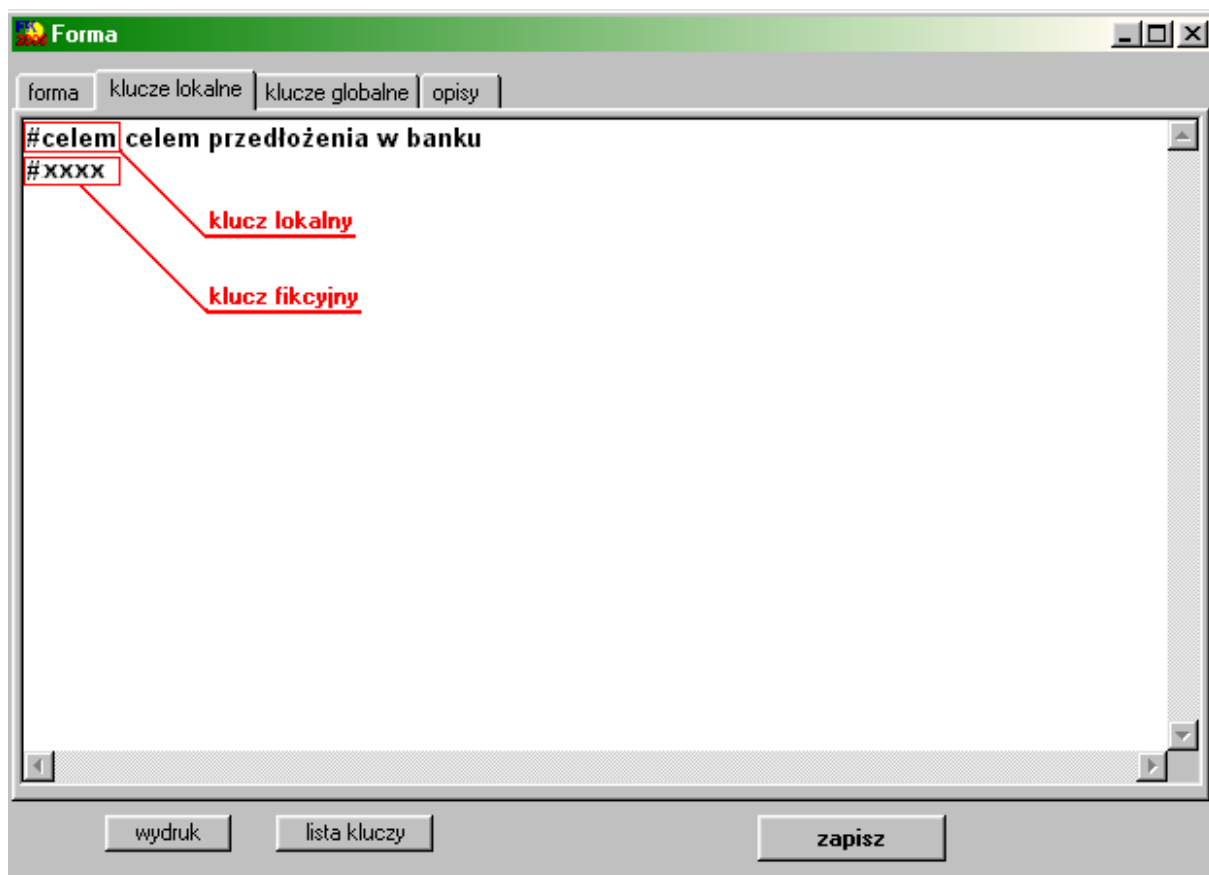 Forma
forma klucze lokalne klucze globalne opisy
#celem celem przedłożenia w banku
#xxxx
klucz lokalny
klucz fikcyjny
wydruk lista kluczy zapisz